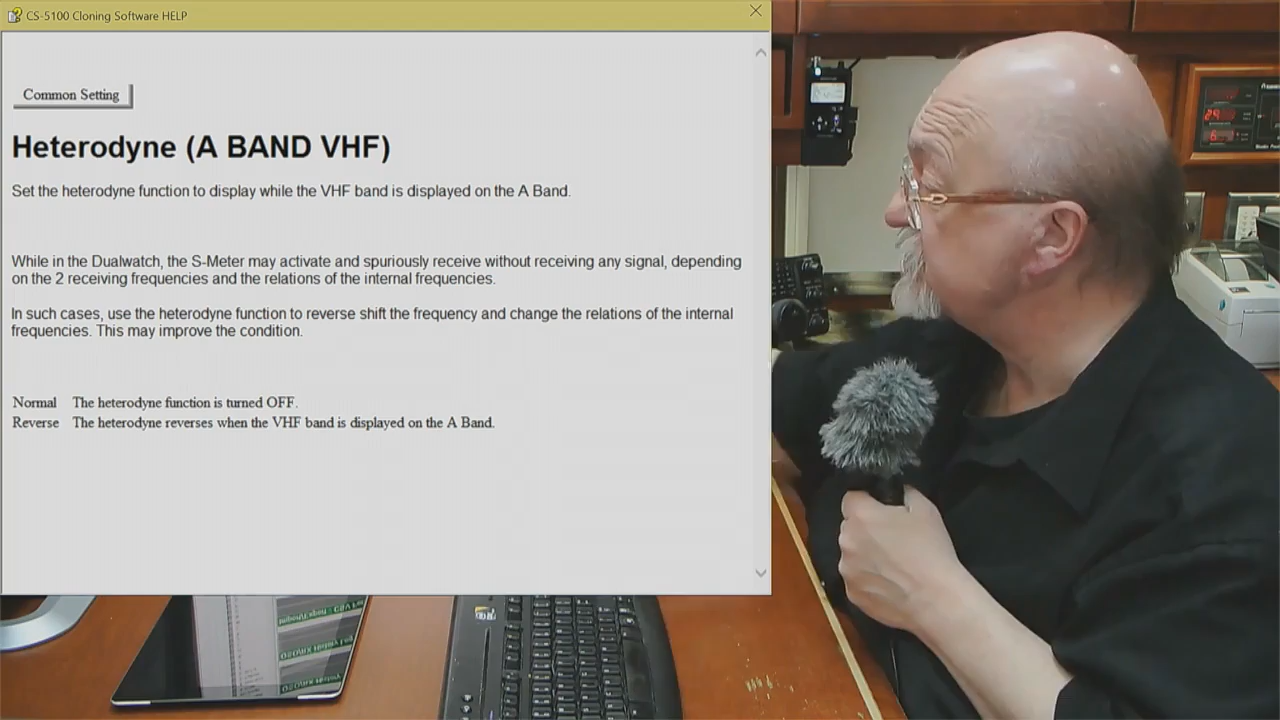 CS-5100 Cloning Software HELP
Common Setting
Heterodyne (A BAND VHF)
Set the heterodyne function to display while the VHF band is displayed on the A Band.
While in the Dualwatch, the S-Meter may activate and spuriously receive without receiving any signal, depending
on the 2 receiving frequencies and the relations of the internal frequencies.
In such cases, use the heterodyne function to reverse shift the frequency and change the relations of the internal
frequencies. This may improve the condition.
Normal The heterodyne function is turned OFF.
Reverse The heterodyne reverses when the VHF band is displayed on the A Band.